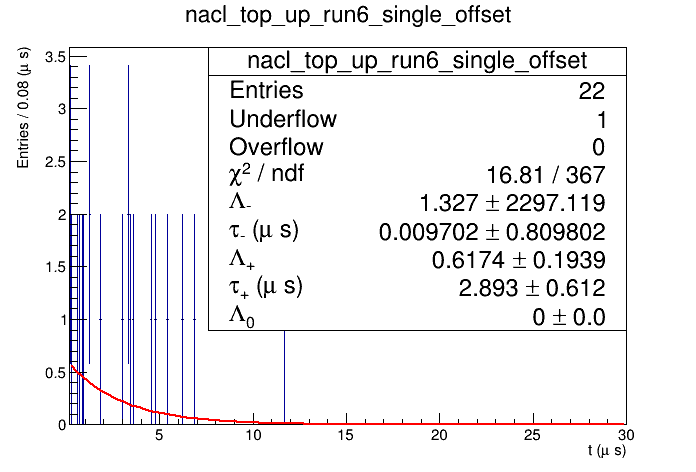 nacl_top_up_run6_single_offset
Entries / 0.08 (μ s)
nacl_top_up_run6_single_offset
Entries 22
Underflow 1
Overflow 0
χ² / ndf 16.81 / 367
Λ₋ 1.327 ± 2297.119
τ₋ (μ s) 0.009702 ± 0.809802
Λ₊ 0.6174 ± 0.1939
τ₊ (μ s) 2.893 ± 0.612
Λ₀ 0 ± 0.0
3.5
3
2.5
2
1.5
1
0.5
0
5 10 15 20 25 30
t (μ s)